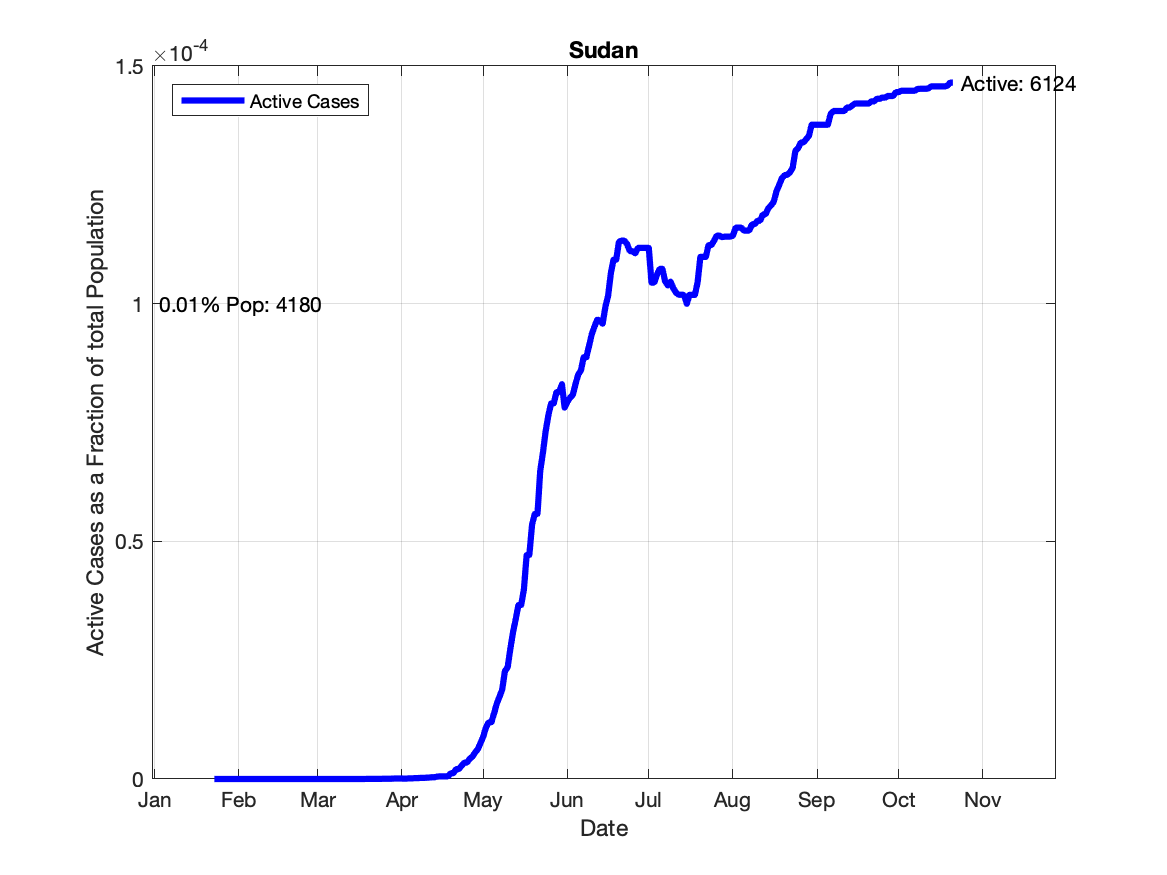 Sudan
×10-4
1.5
Active Cases
Active: 6124
1
0.01% Pop: 4180
0.5
0
Active Cases as a Fraction of total Population
Jan Feb Mar Apr May Jun Jul Aug Sep Oct Nov
Date